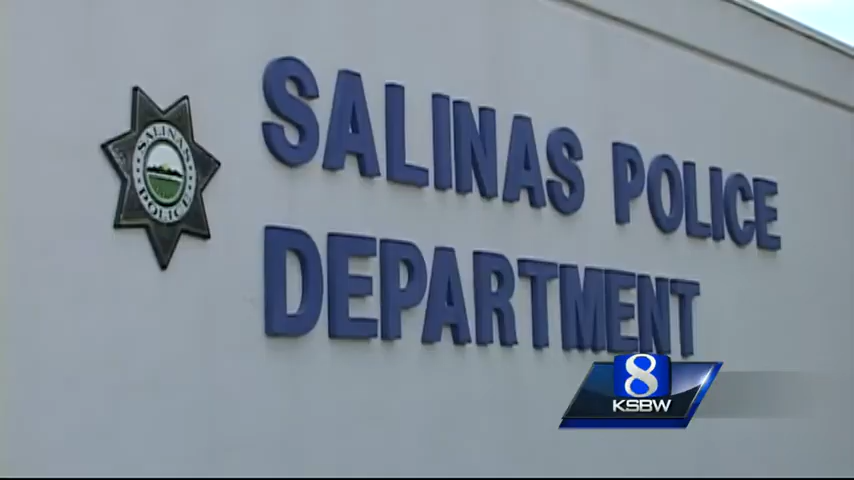 SALINAS POLICE
DEPARTMENT
SALINAS
POLICE
8
KSBW